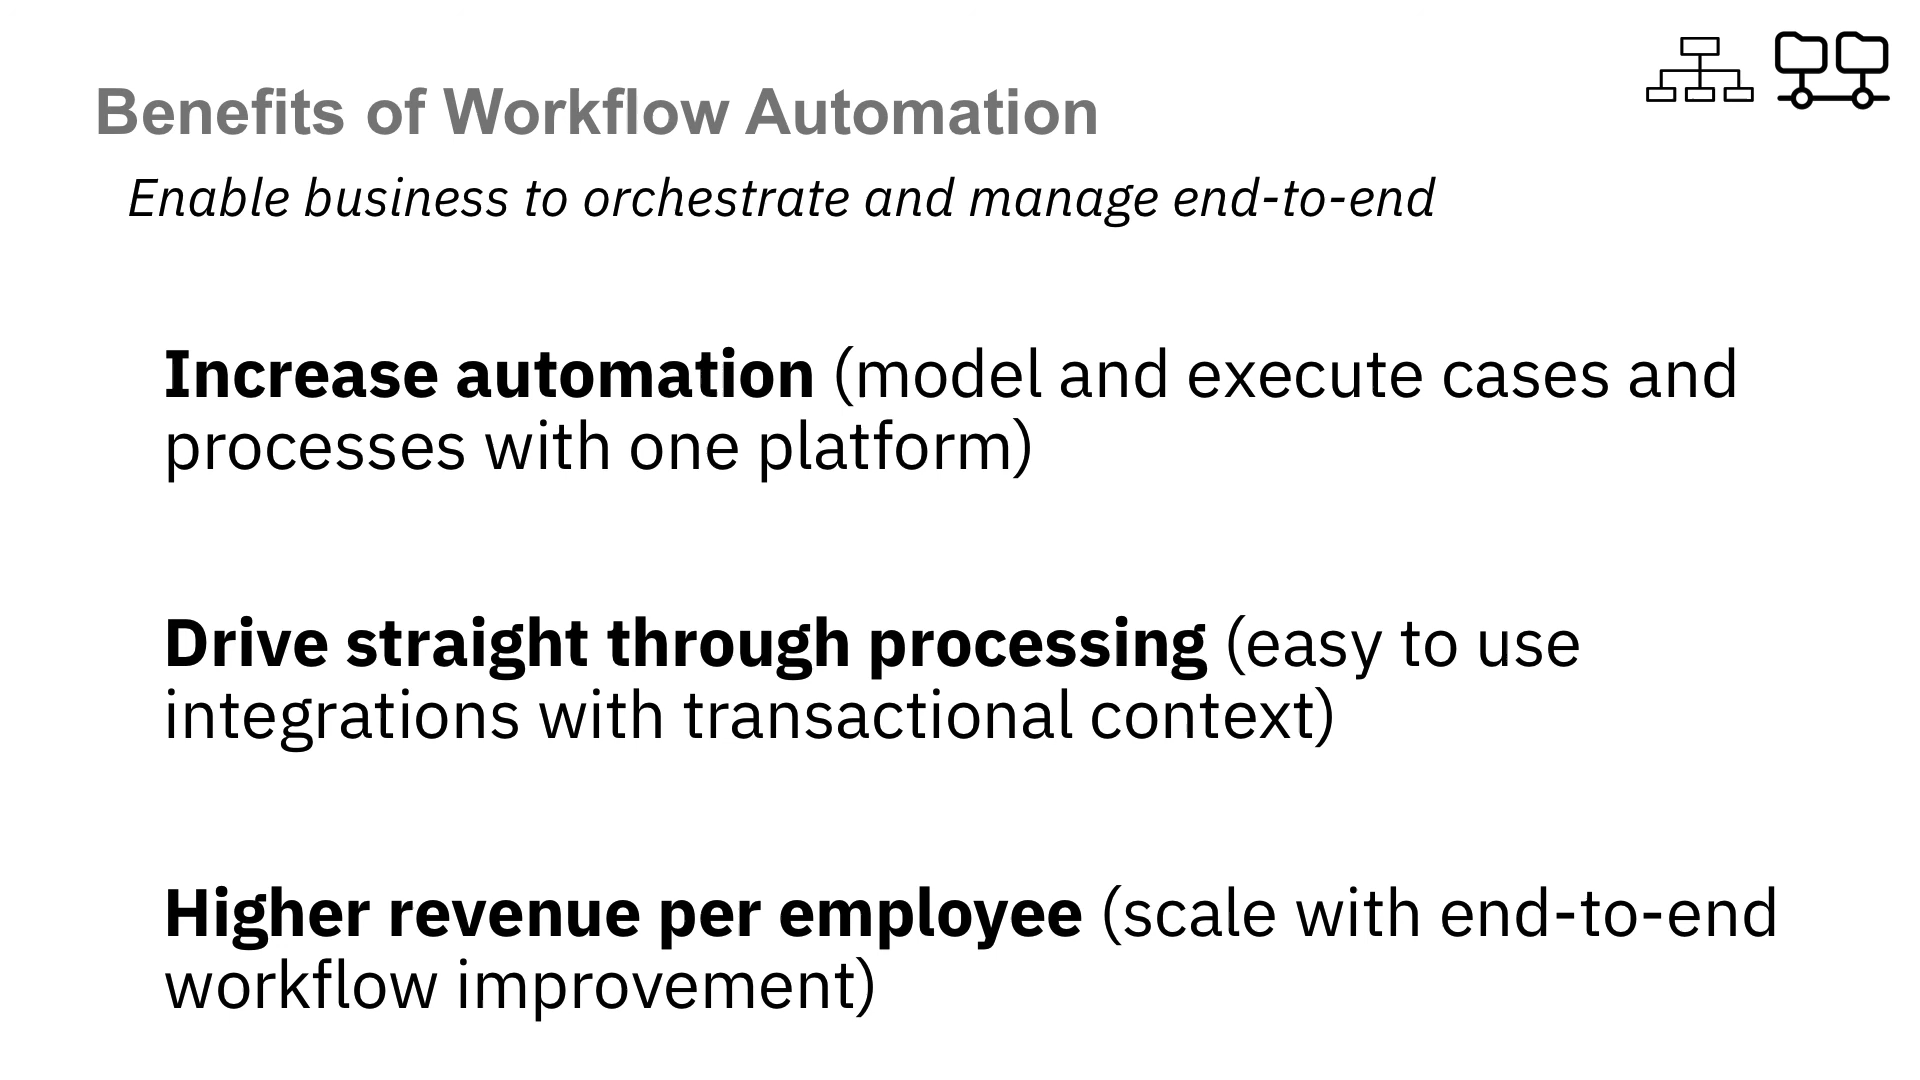 Benefits of Workflow Automation
Enable business to orchestrate and manage end-to-end
Increase automation (model and execute cases and
processes with one platform)
Drive straight through processing (easy to use
integrations with transactional context)
Higher revenue per employee (scale with end-to-end
workflow improvement)